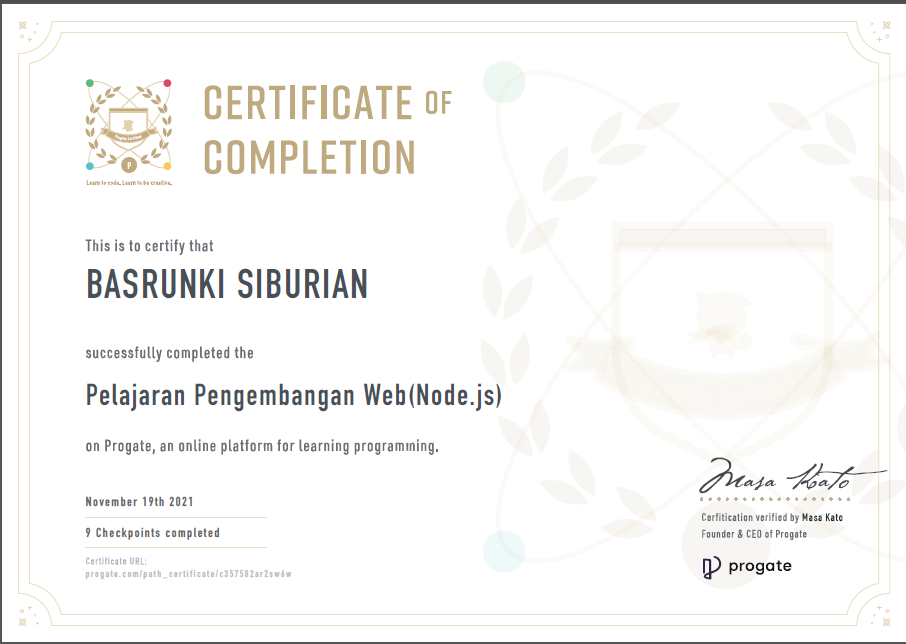 CERTIFICATE OF
COMPLETION
Learn to code. Learn to be creative.
This is to certify that
BASRUNKI SIBURIAN
successfully completed the
Pelajaran Pengembangan Web(Node.js)
on Progate, an online platform for learning programming.
November 19th 2021
9 Checkpoints completed
Certificate URL:
progate.com/path_certificate/c357582ar2sw6w
Masa Kato
Cerfitication verified by Masa Kato
Founder & CEO of Progate
progate